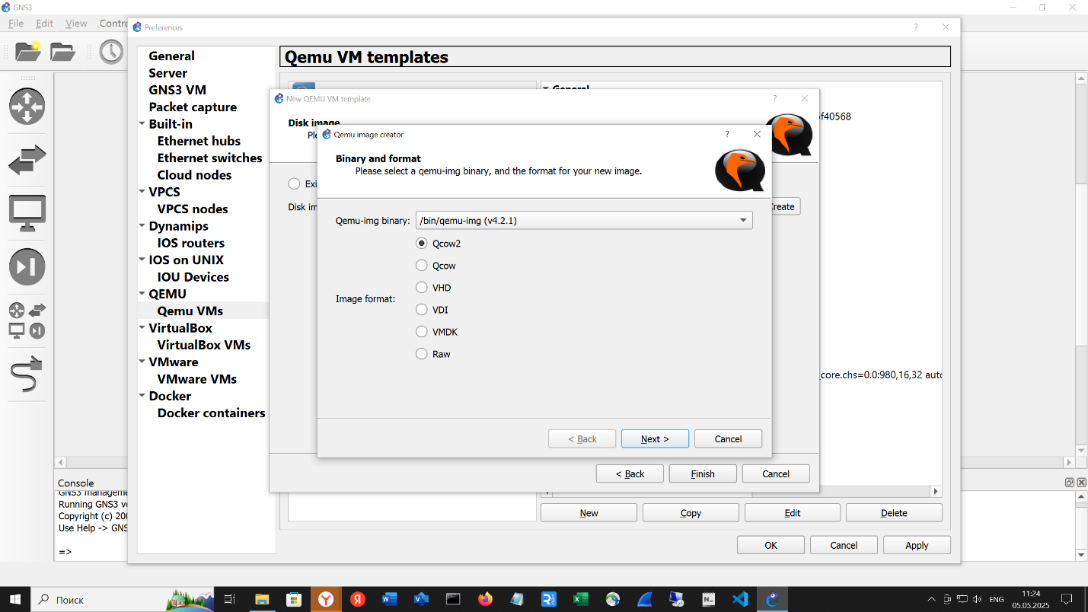 GNS3
File Edit View Contro
Preferences
General
Server
GNS3 VM
Packet capture
Built-in
Ethernet hubs
Ethernet switches
Cloud nodes
VPCS
VPCS nodes
Dynamips
IOS routers
IOS on UNIX
IOU Devices
QEMU
Qemu VMs
VirtualBox
VirtualBox VMs
VMware
VMware VMs
Docker
Docker containers
Qemu VM templates
General
f40568
core.chs=0.0:980,16,32 auto
New QEMU VM template
Disk image
Ple
Exi
Disk im
reate
Qemu image creator
Binary and format
Please select a qemu-img binary, and the format for your new image.
Qemu-img binary: /bin/qemu-img (v4.2.1)
Image format:
Qcow2
Qcow
VHD
VDI
VMDK
Raw
< Back Next > Cancel
< Back Finish Cancel
New Copy Edit Delete
OK Cancel Apply
Console
GNS3 manageme
Running GNS3 ve
Copyright (c) 200
Use Help -> GNS
=>
Поиск
ENG
11:24
05.05.2025